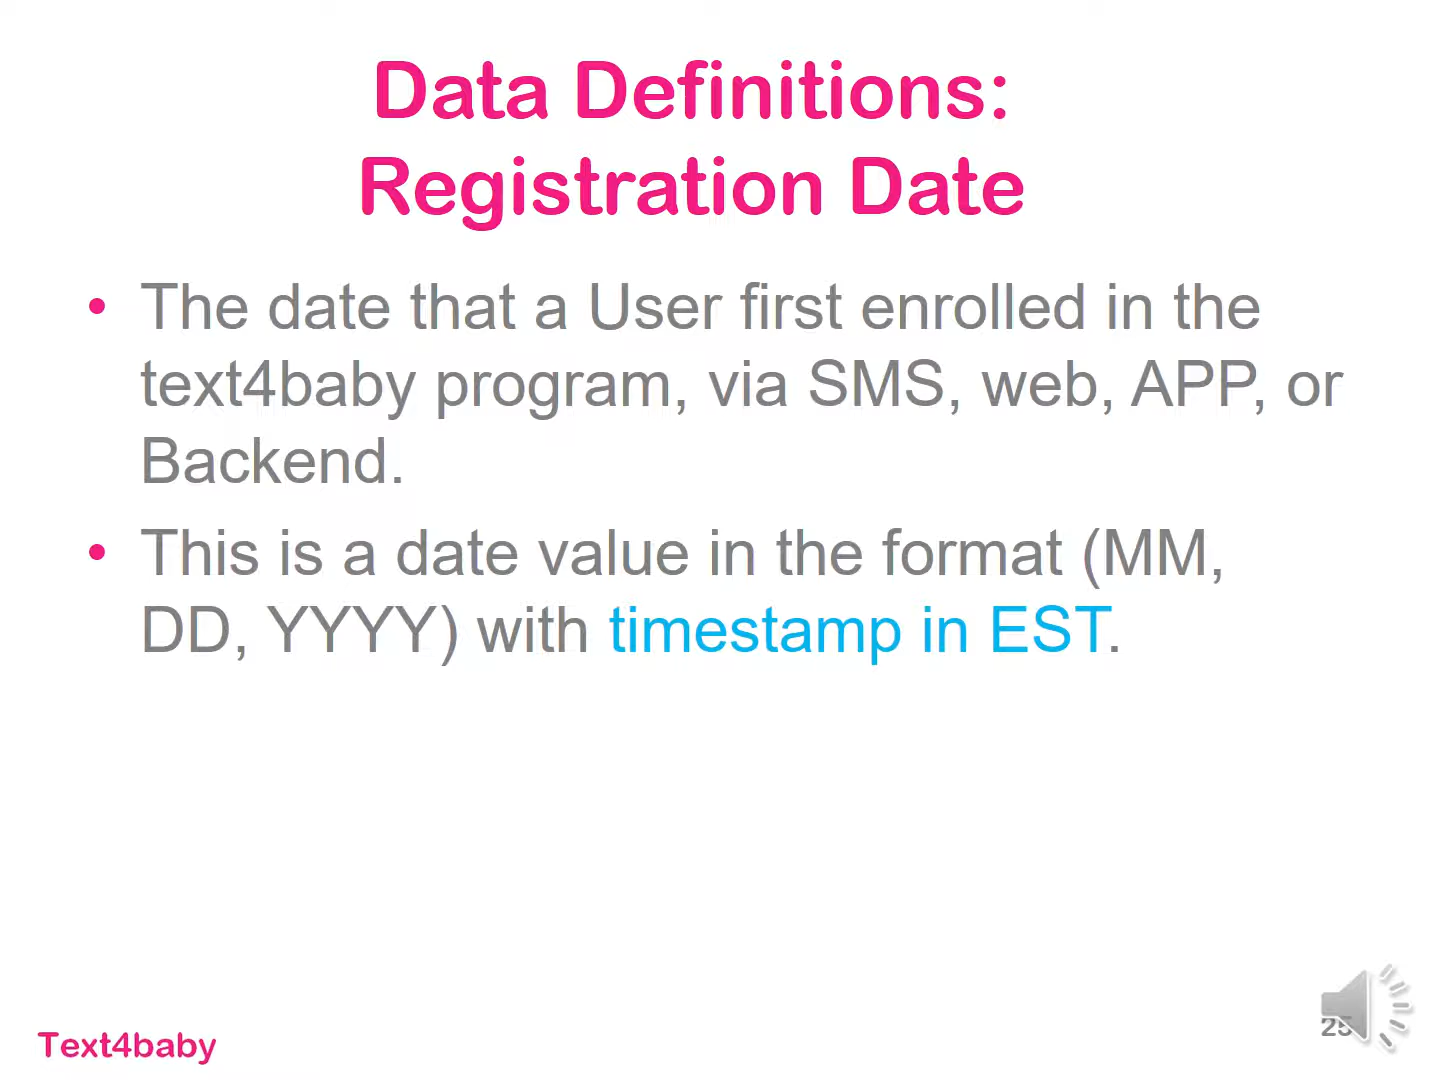 Data Definitions:
Registration Date
• The date that a User first enrolled in the
text4baby program, via SMS, web, APP, or
Backend.
• This is a date value in the format (MM,
DD, YYYY) with timestamp in EST.
Text4baby